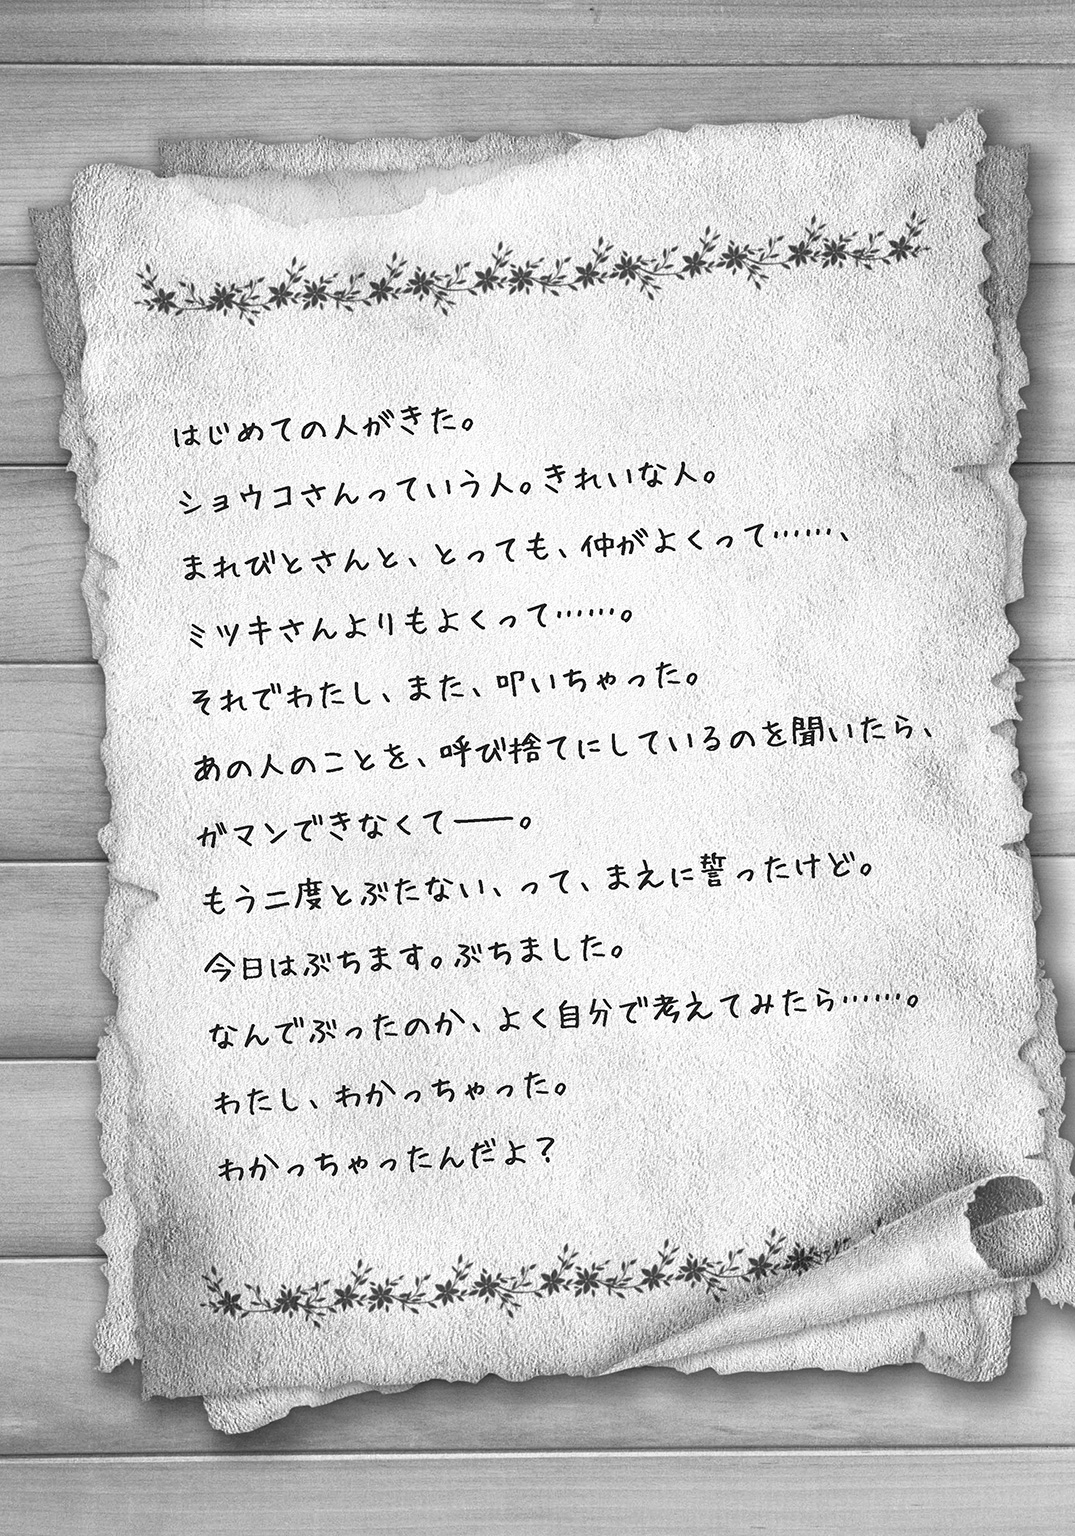 はじめての人がきた。
ショウコさんっていう人。きれいな人。
まれびとさんと、とっても、仲がよくって……、
ミツキさんよりもよくって……。
それでわたし、また、叩いちゃった。
あの人のことを、呼び捨てにしているのを聞いたら、
ガマンできなくて――。
もう二度とぶたない、って、まえに誓ったけど。
今日はぶちます。ぶちました。
なんでぶったのか、よく自分で考えてみたら……。
わたし、わかっちゃった。
わかっちゃったんだよ？